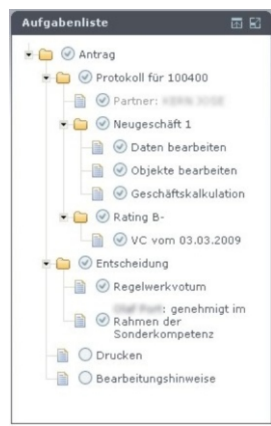 Aufgabenliste
Antrag
Protokoll für 100400
Partner:
Neugeschäft 1
Daten bearbeiten
Objekte bearbeiten
Geschäftskalkulation
Rating B-
VC vom 03.03.2009
Entscheidung
Regelwerkvotum
: genehmigt im
Rahmen der
Sonderkompetenz
Drucken
Bearbeitungshinweise